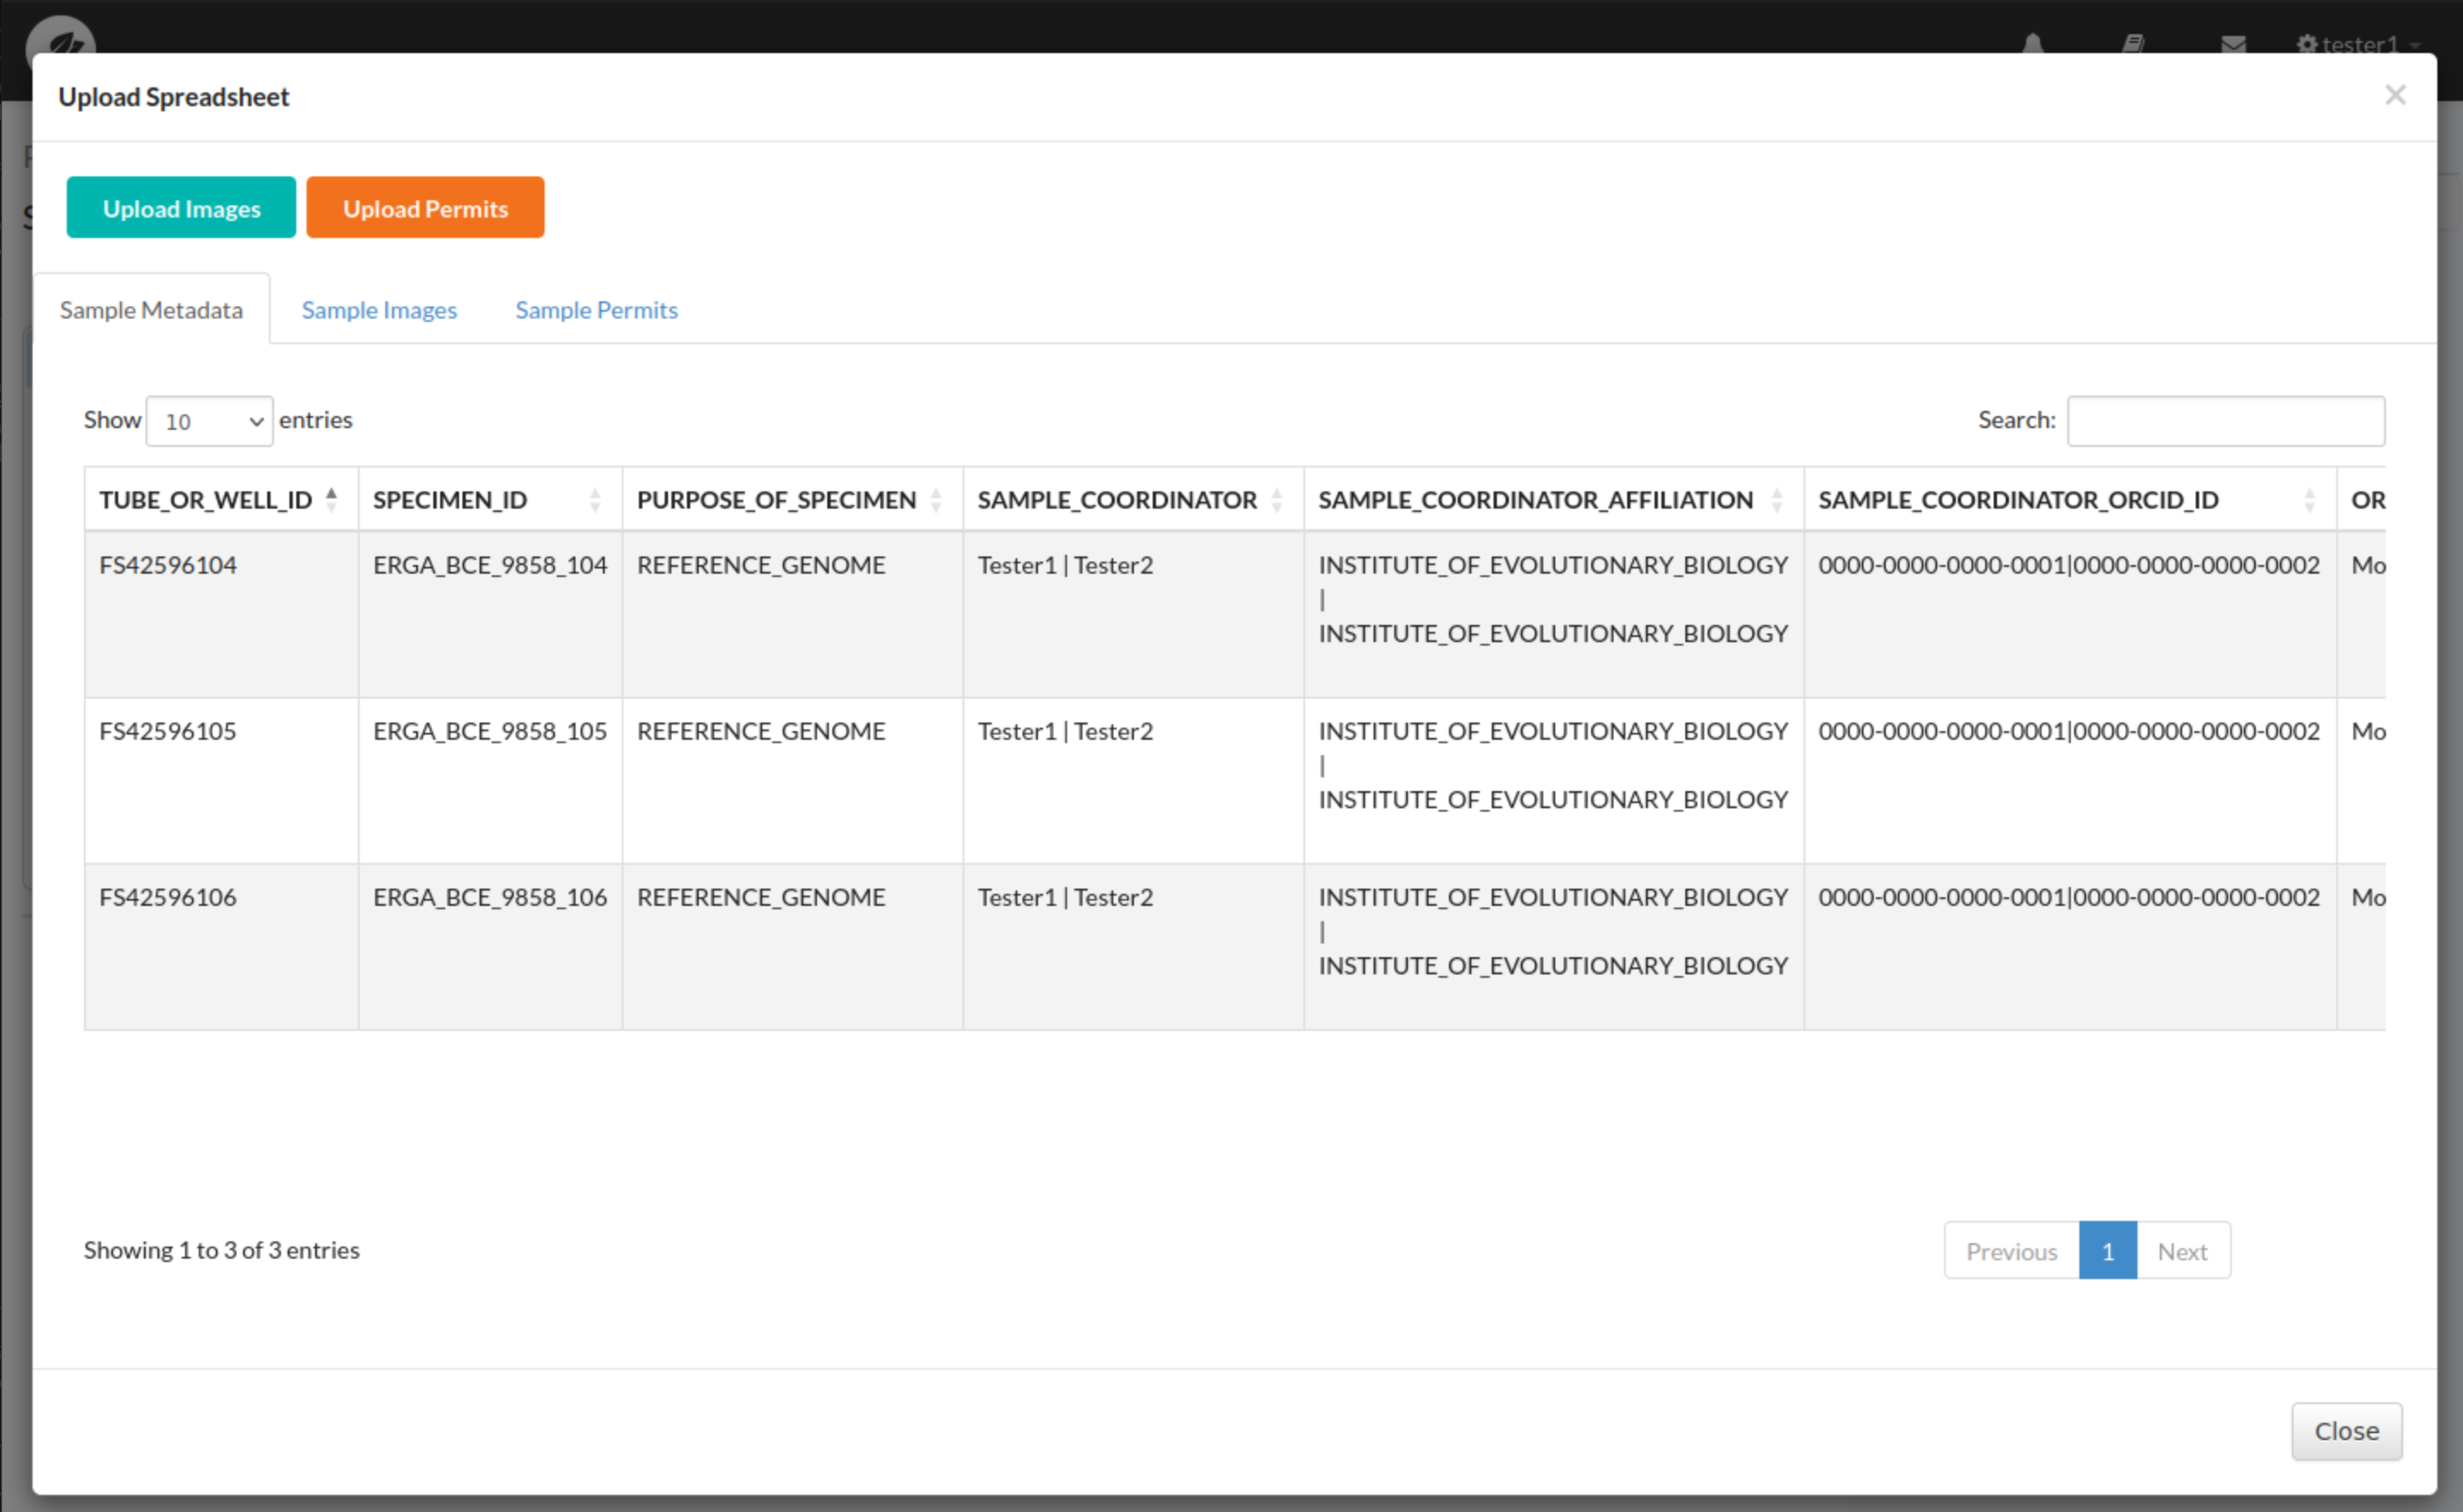 tester1
Upload Spreadsheet
×
Upload Images Upload Permits
Sample Metadata Sample Images Sample Permits
Show 10 entries Search:
TUBE_OR_WELL_ID SPECIMEN_ID PURPOSE_OF_SPECIMEN SAMPLE_COORDINATOR SAMPLE_COORDINATOR_AFFILIATION SAMPLE_COORDINATOR_ORCID_ID OR
FS42596104 ERGA_BCE_9858_104 REFERENCE_GENOME Tester1 | Tester2 INSTITUTE_OF_EVOLUTIONARY_BIOLOGY 0000-0000-0000-0001|0000-0000-0000-0002 Mo
|
INSTITUTE_OF_EVOLUTIONARY_BIOLOGY
FS42596105 ERGA_BCE_9858_105 REFERENCE_GENOME Tester1 | Tester2 INSTITUTE_OF_EVOLUTIONARY_BIOLOGY 0000-0000-0000-0001|0000-0000-0000-0002 Mo
|
INSTITUTE_OF_EVOLUTIONARY_BIOLOGY
FS42596106 ERGA_BCE_9858_106 REFERENCE_GENOME Tester1 | Tester2 INSTITUTE_OF_EVOLUTIONARY_BIOLOGY 0000-0000-0000-0001|0000-0000-0000-0002 Mo
|
INSTITUTE_OF_EVOLUTIONARY_BIOLOGY
Showing 1 to 3 of 3 entries Previous 1 Next
Close